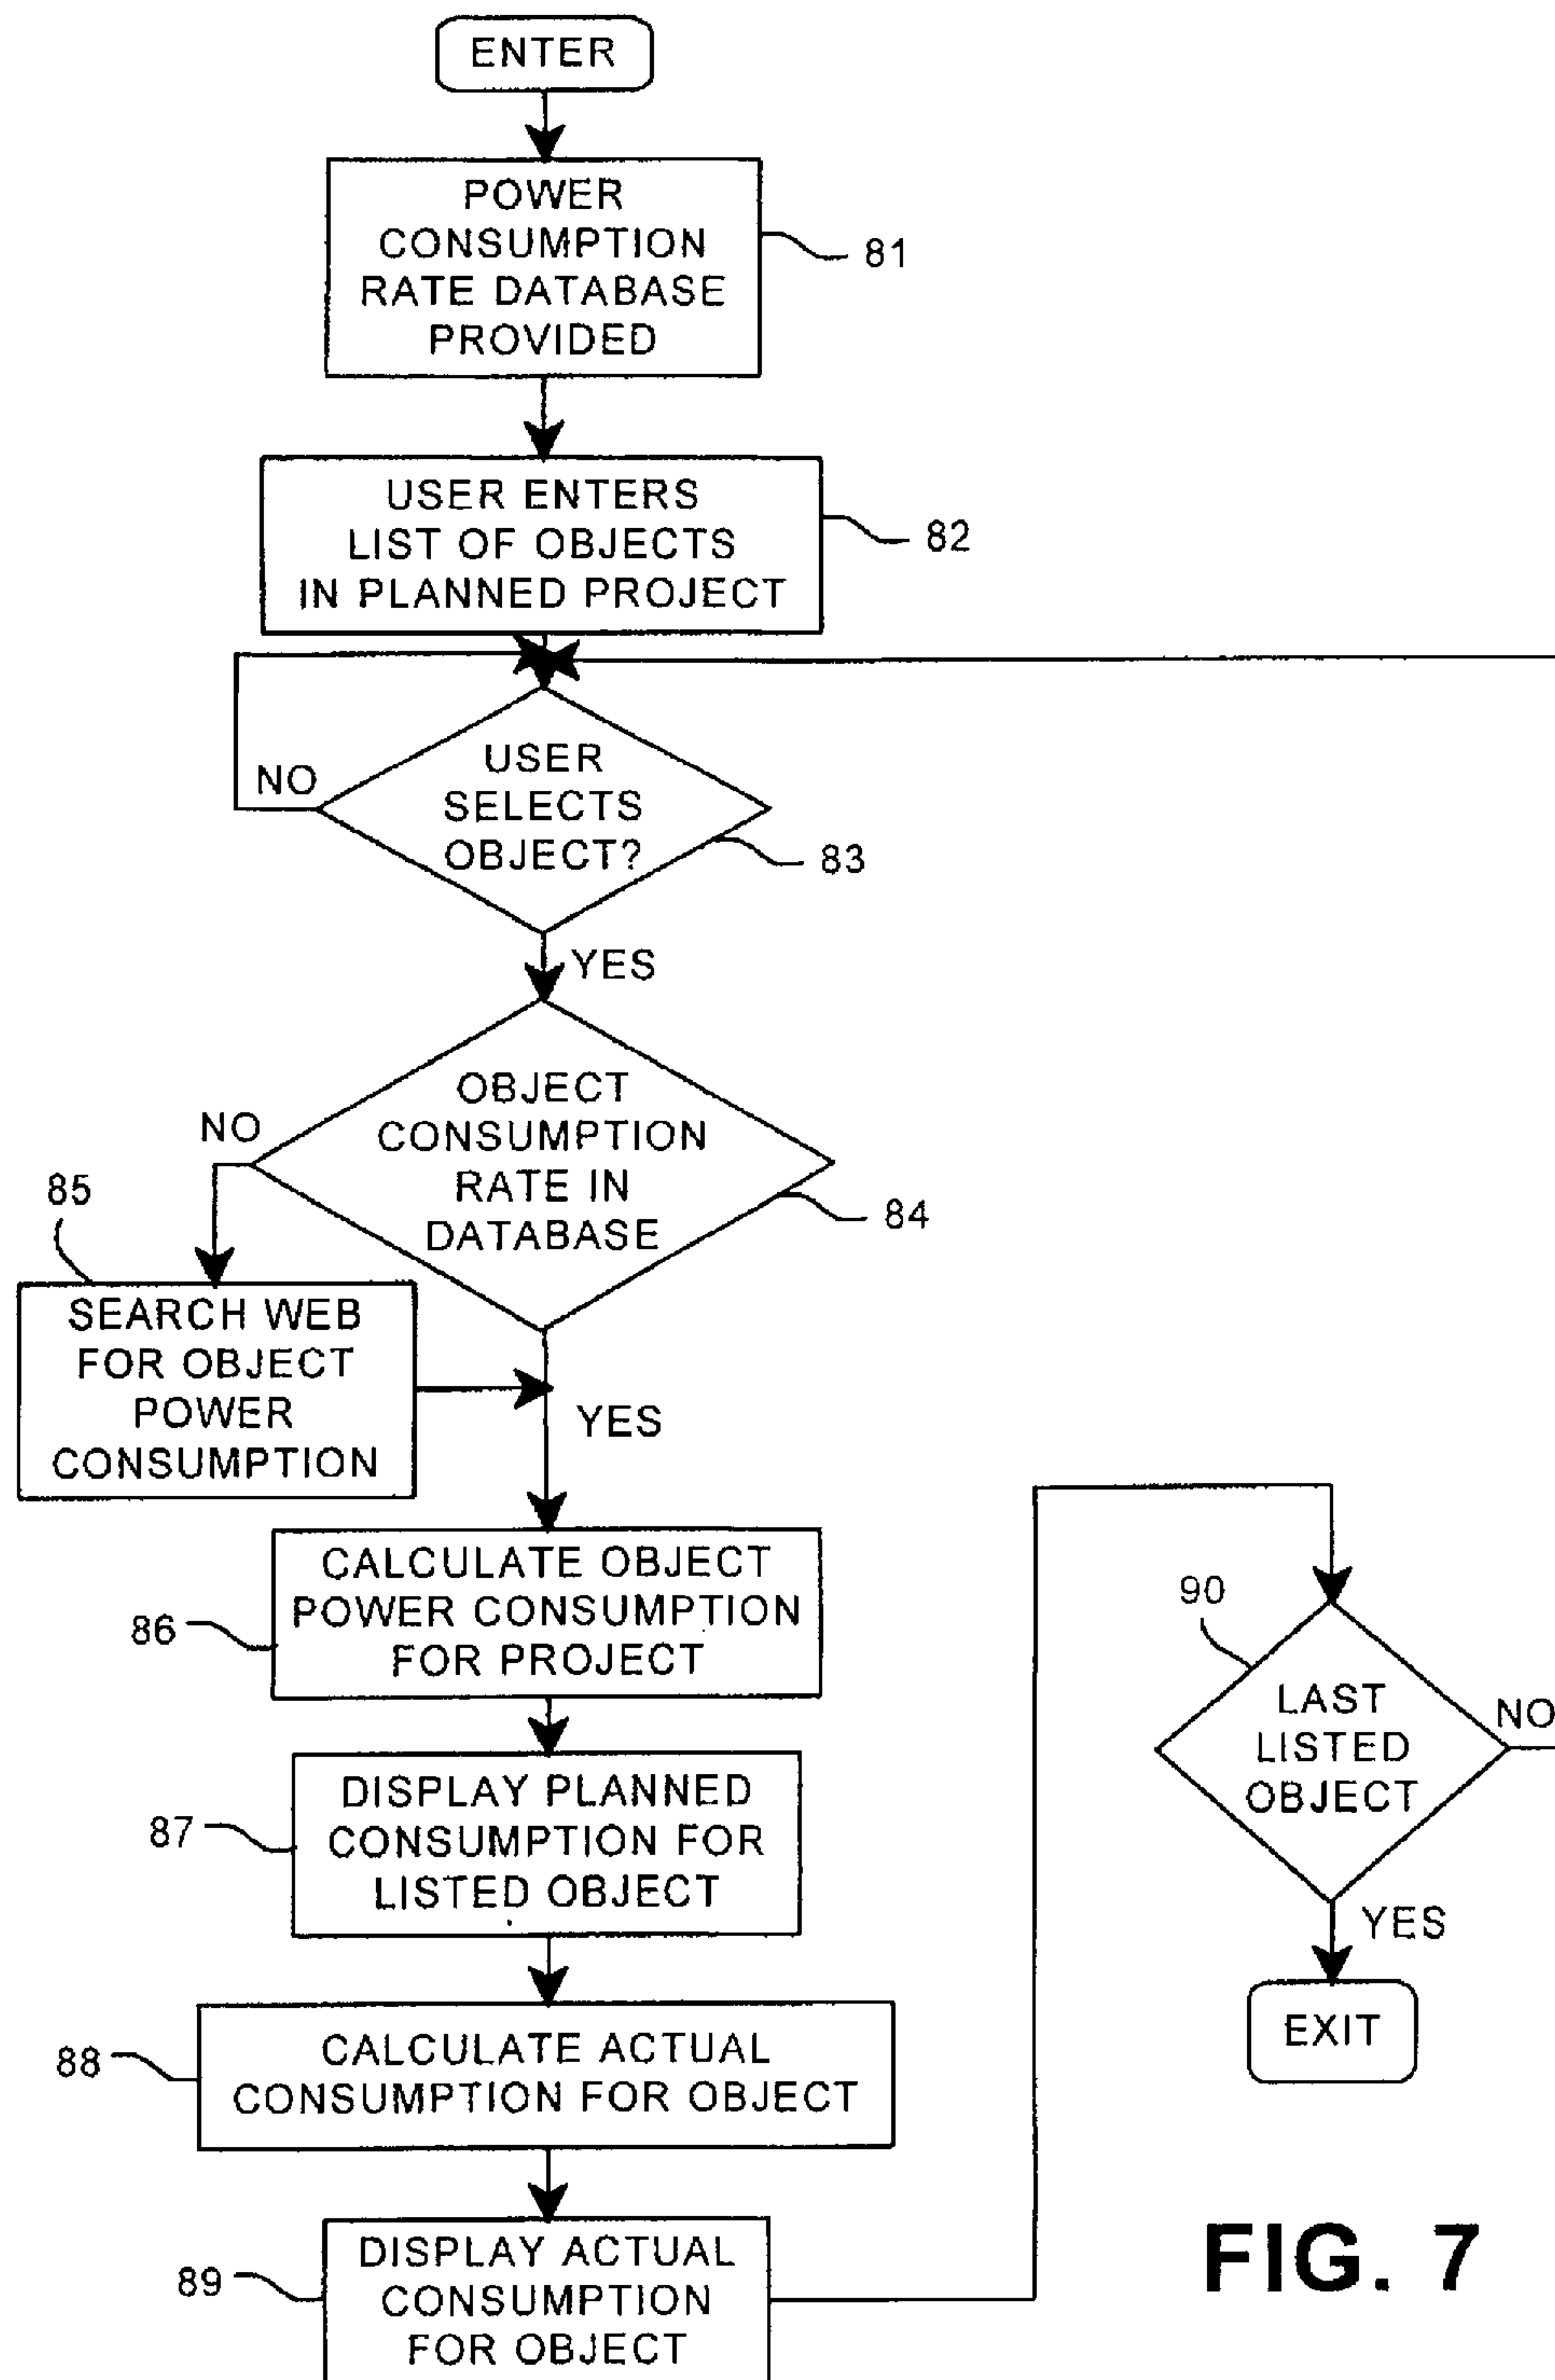 ENTER
POWER
CONSUMPTION
RATE DATABASE
PROVIDED
81
USER ENTERS
LIST OF OBJECTS
IN PLANNED PROJECT
82
USER
SELECTS
OBJECT?
NO
83
YES
OBJECT
CONSUMPTION
RATE IN
DATABASE
NO
84
85
SEARCH WEB
FOR OBJECT
POWER
CONSUMPTION
YES
CALCULATE OBJECT
POWER CONSUMPTION
FOR PROJECT
86
DISPLAY PLANNED
CONSUMPTION FOR
LISTED OBJECT
87
CALCULATE ACTUAL
CONSUMPTION FOR OBJECT
88
DISPLAY ACTUAL
CONSUMPTION
FOR OBJECT
89
90
LAST
LISTED
OBJECT
NO
YES
EXIT
FIG. 7